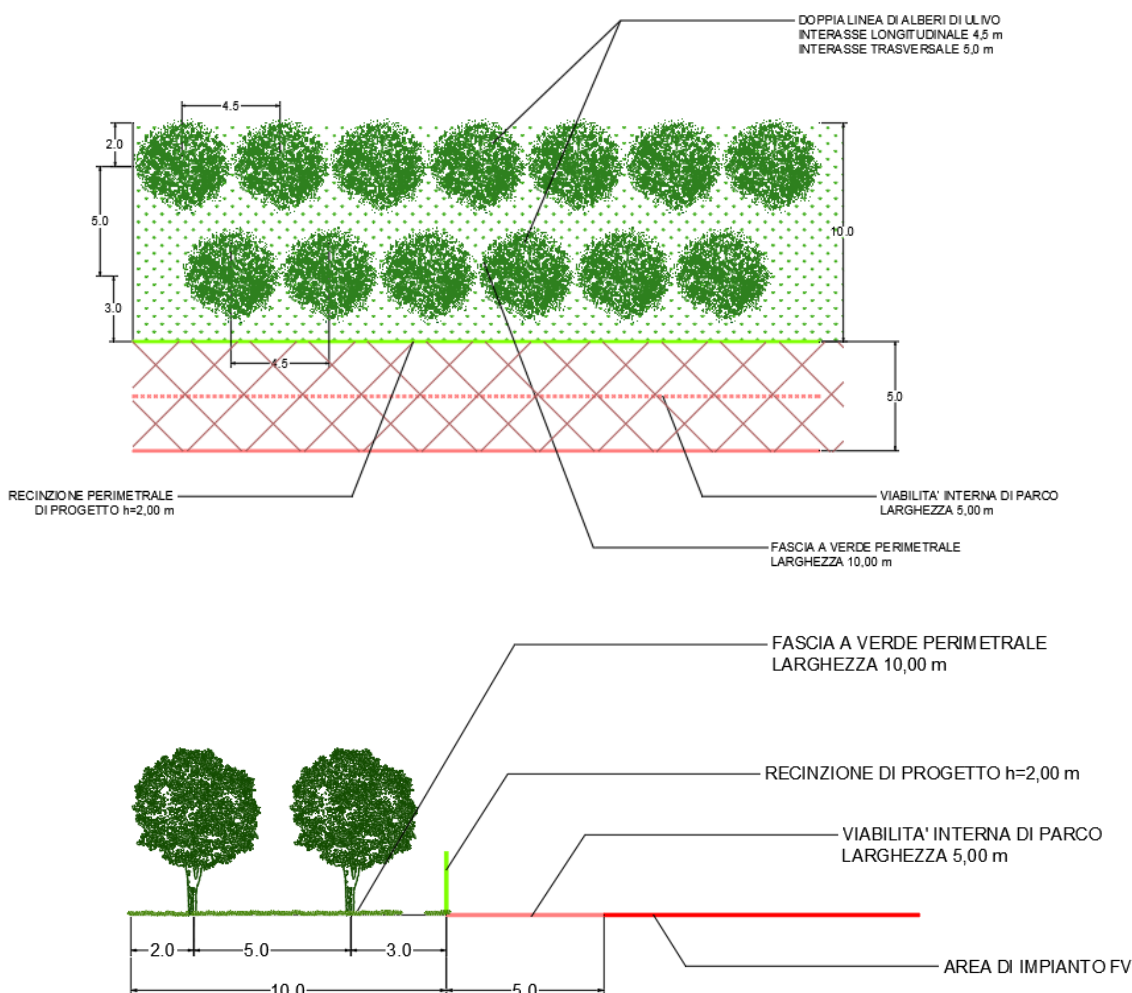 DOPPIA LINEA DI ALBERI DI ULIVO
INTERASSE LONGITUDINALE 4,5 m
INTERASSE TRASVERSALE 5,0 m
4.5
2.0
5.0
10.0
3.0
4.5
5.0
RECINZIONE PERIMETRALE
DI PROGETTO h=2,00 m
VIABILITA' INTERNA DI PARCO
LARGHEZZA 5,00 m
FASCIA A VERDE PERIMETRALE
LARGHEZZA 10,00 m
FASCIA A VERDE PERIMETRALE
LARGHEZZA 10,00 m
RECINZIONE DI PROGETTO h=2,00 m
VIABILITA' INTERNA DI PARCO
LARGHEZZA 5,00 m
2.0
5.0
3.0
AREA DI IMPIANTO FV
10.0
5.0